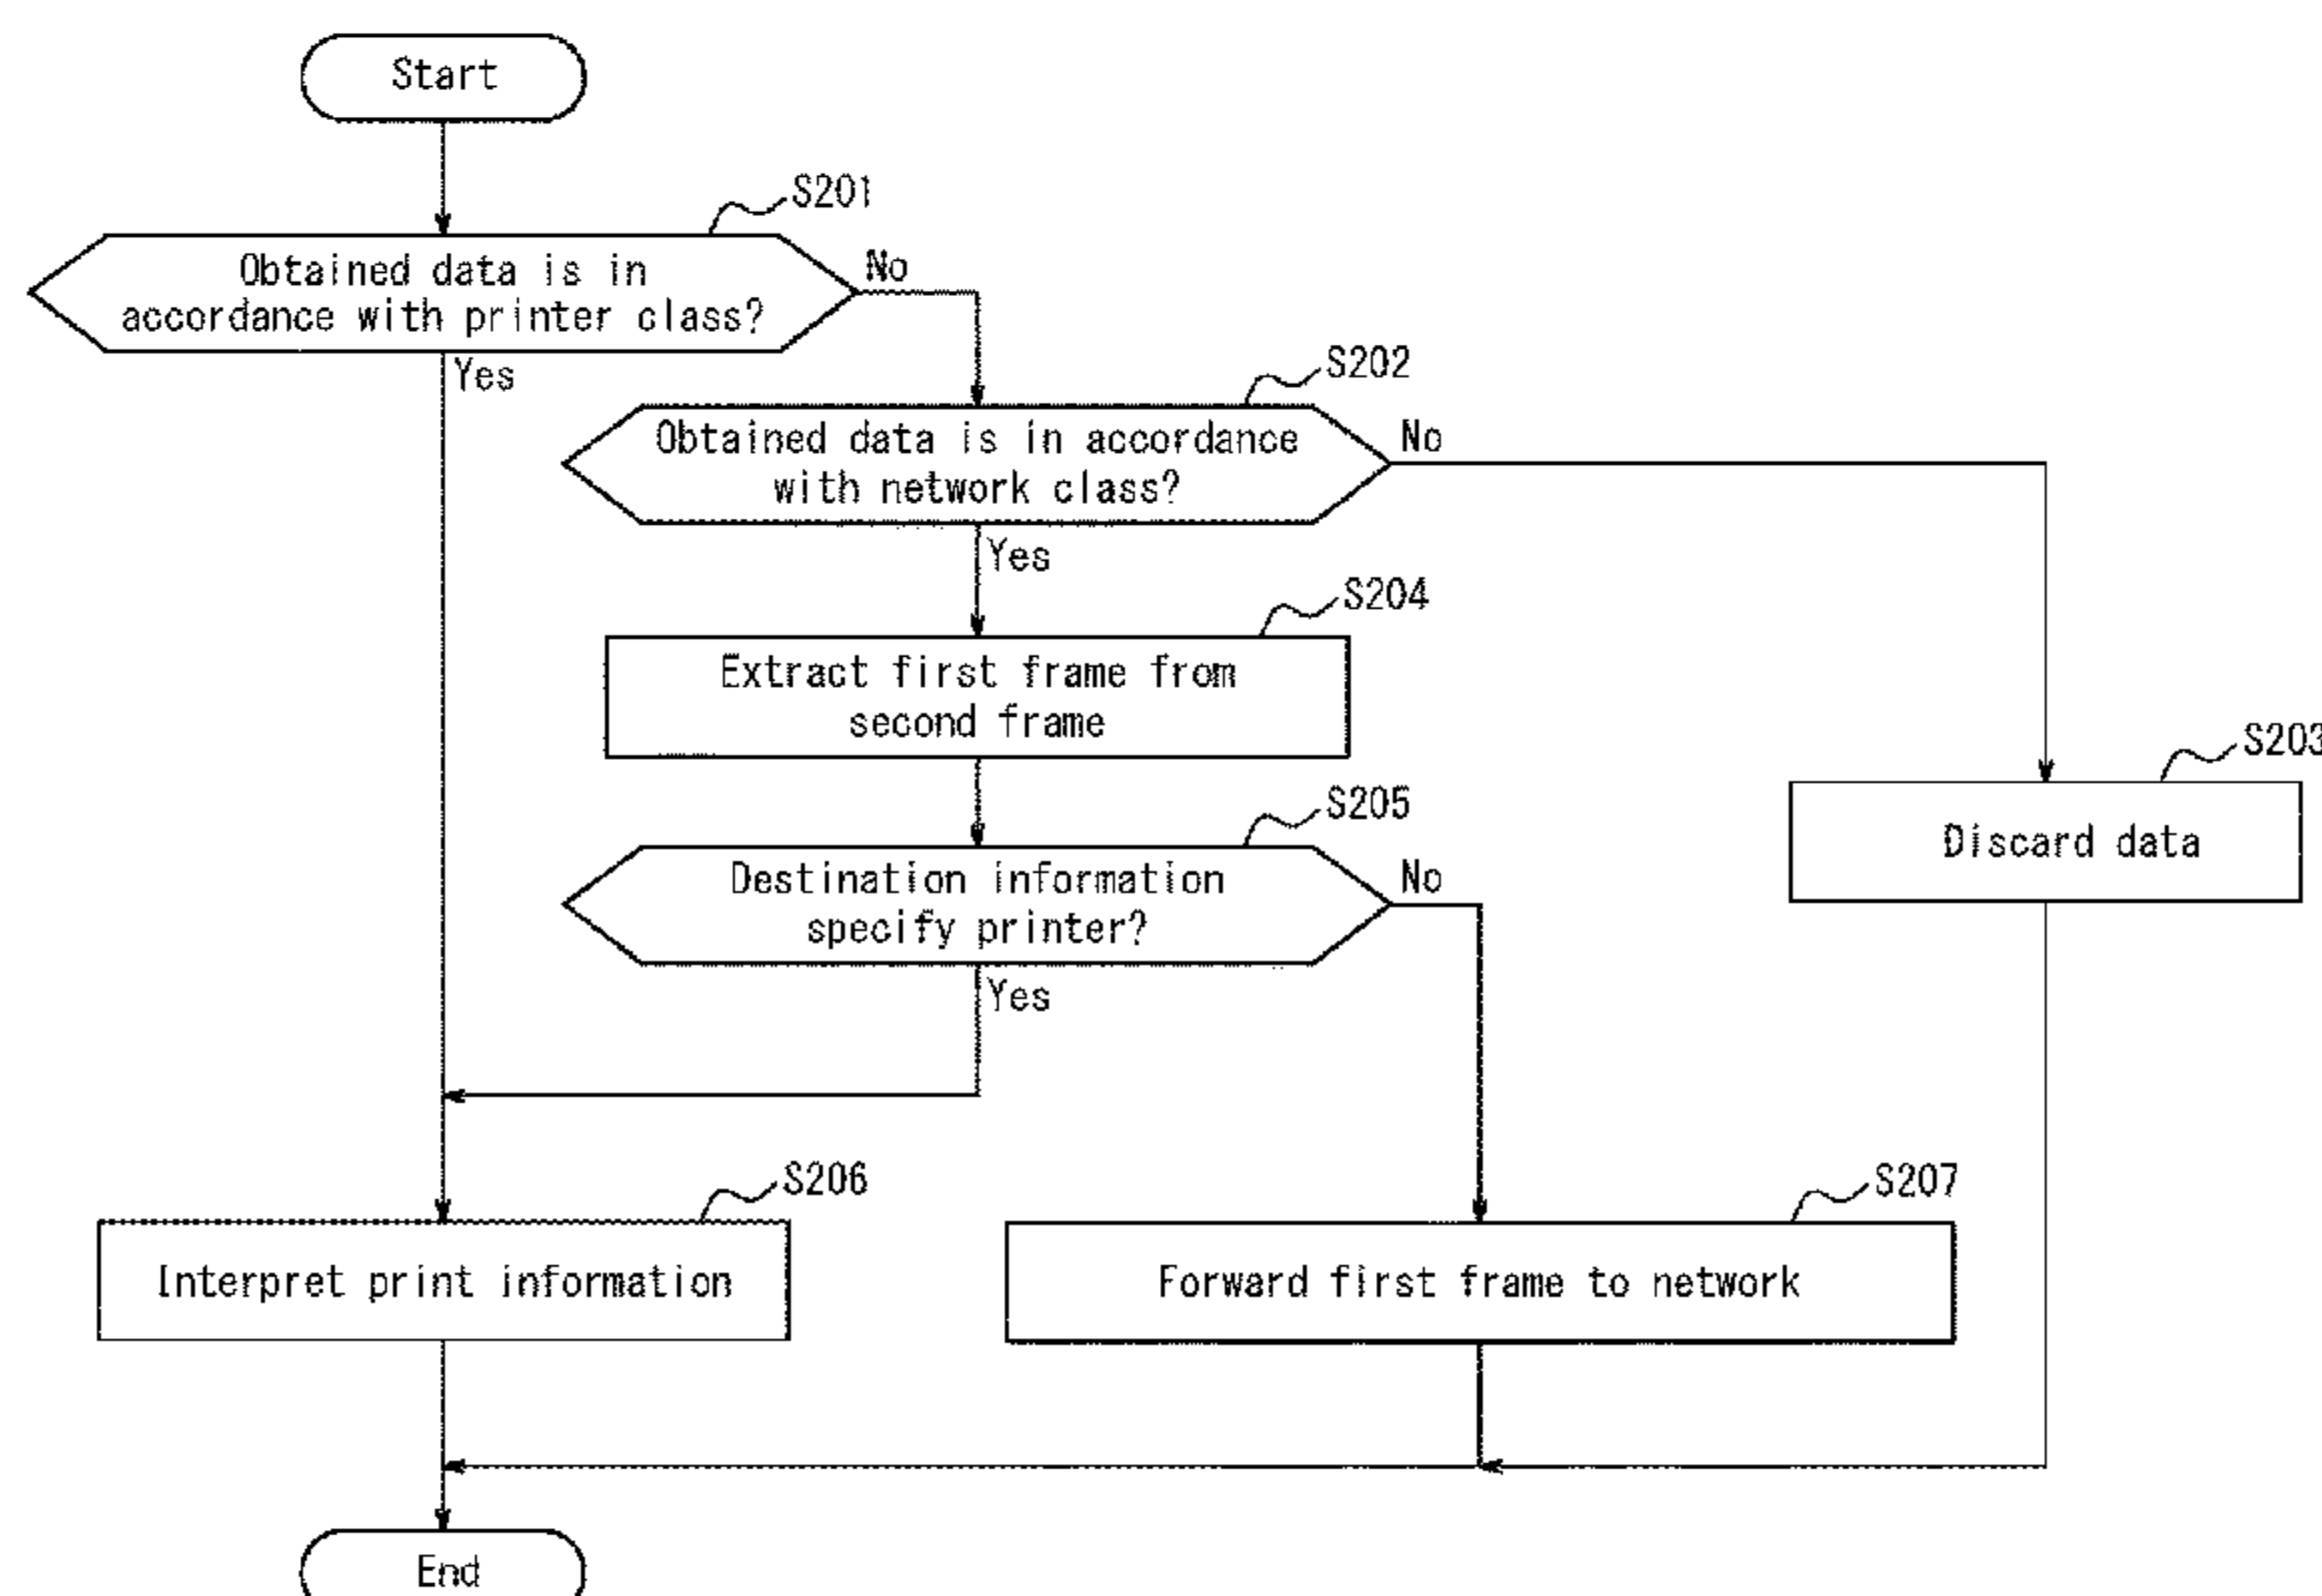 Start
S201
Obtained data is in
accordance with printer class?
No
Yes
S202
Obtained data is in accordance
with network class?
No
Yes
S204
Extract first frame from
second frame
S203
Discard data
S205
Destination information
specify printer?
No
Yes
S206
Interpret print information
S207
Forward first frame to network
End